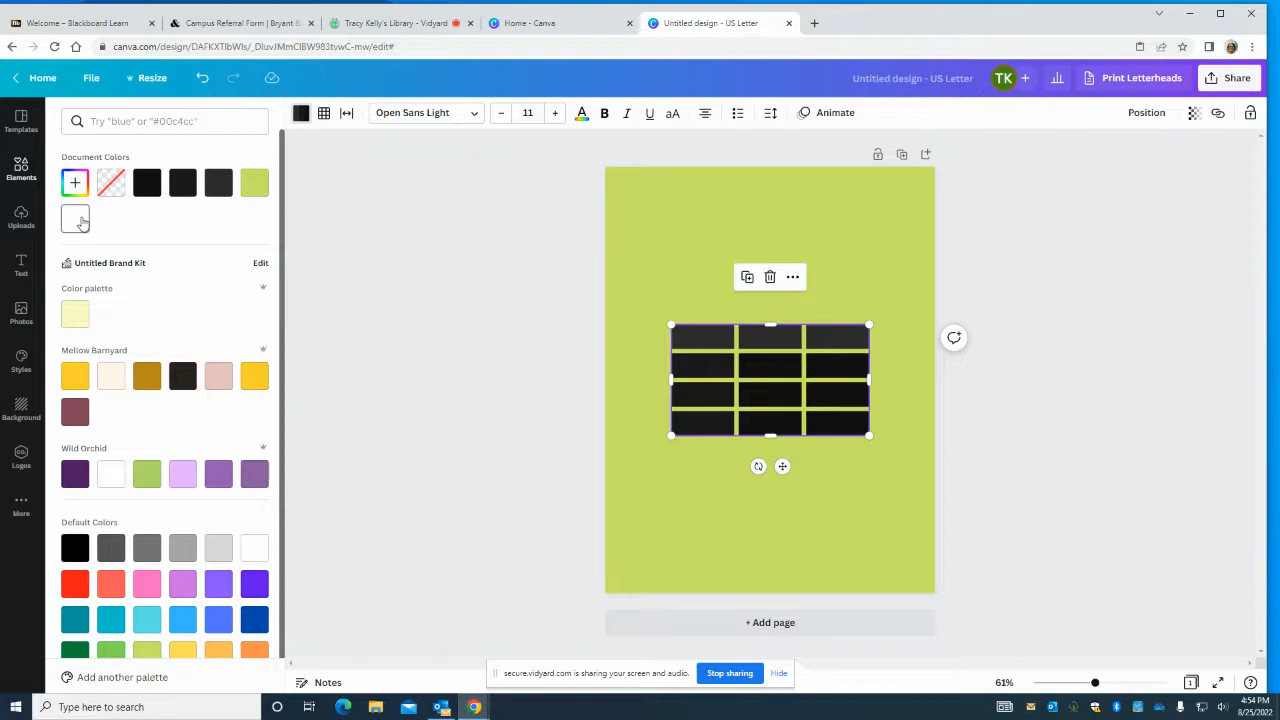 Welcome – Blackboard Learn
Campus Referral Form | Bryant &
Tracy Kelly's Library - Vidyard
Home - Canva
Untitled design - US Letter
canva.com/design/DAFKXTlbWls/_DluvJMmClBW983tvwC-mw/edit#
Home
File
Resize
Untitled design - US Letter
TK
Print Letterheads
Share
Templates
Elements
Uploads
Text
Photos
Styles
Background
Logos
More
Try "blue" or "#00c4cc"
Open Sans Light
– 11 +
B I U aA
Animate
Position
Document Colors
Untitled Brand Kit
Edit
Color palette
Mellow Barnyard
Wild Orchid
Default Colors
Add another palette
+ Add page
secure.vidyard.com is sharing your screen and audio.
Stop sharing
Hide
Notes
61%
1
Type here to search
4:54 PM
8/25/2022